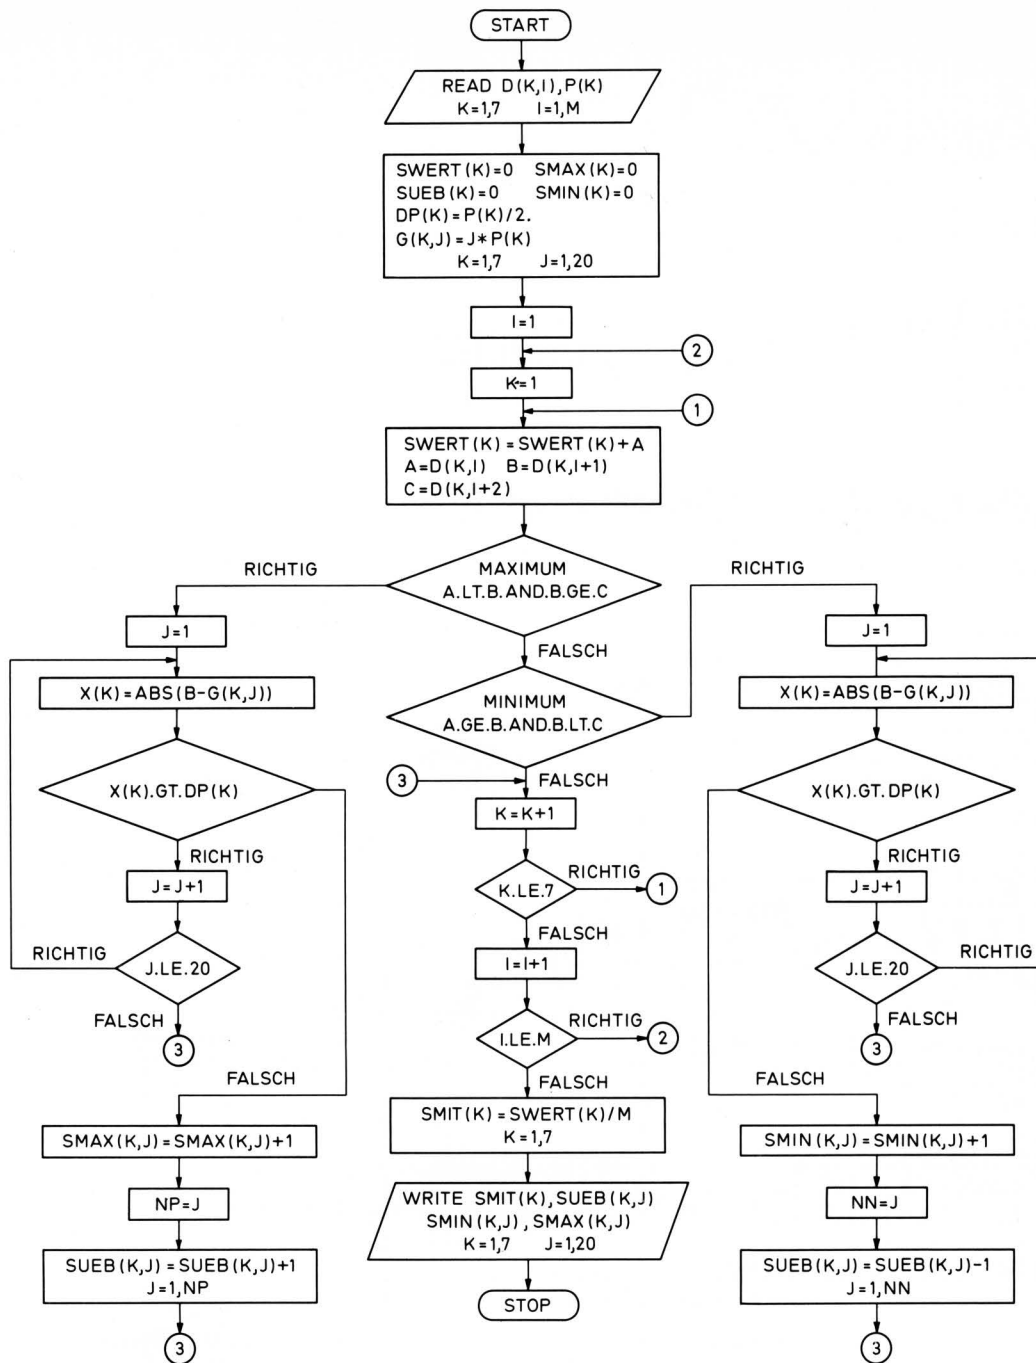 START
READ D(K,I),P(K)
K=1,7 I=1,M
SWERT(K)=0 SMAX(K)=0
SUEB(K)=0 SMIN(K)=0
DP(K)=P(K)/2.
G(K,J)=J*P(K)
K=1,7 J=1,20
I=1
2
K=1
1
SWERT(K)=SWERT(K)+A
A=D(K,I) B=D(K,I+1)
C=D(K,I+2)
RICHTIG
MAXIMUM
A.LT.B.AND.B.GE.C
RICHTIG
J=1
FALSCH
J=1
X(K)=ABS(B-G(K,J))
MINIMUM
A.GE.B.AND.B.LT.C
X(K)=ABS(B-G(K,J))
3
FALSCH
X(K).GT.DP(K)
K=K+1
X(K).GT.DP(K)
RICHTIG
RICHTIG
RICHTIG
J=J+1
K.LE.7
1
J=J+1
FALSCH
RICHTIG
J.LE.20
I=I+1
J.LE.20
RICHTIG
FALSCH
RICHTIG
FALSCH
3
I.LE.M
2
3
FALSCH
FALSCH
FALSCH
SMAX(K,J)=SMAX(K,J)+1
SMIT(K)=SWERT(K)/M
K=1,7
SMIN(K,J)=SMIN(K,J)+1
NP=J
WRITE SMIT(K),SUEB(K,J)
SMIN(K,J),SMAX(K,J)
K=1,7 J=1,20
NN=J
SUEB(K,J)=SUEB(K,J)+1
J=1,NP
STOP
SUEB(K,J)=SUEB(K,J)-1
J=1,NN
3
3